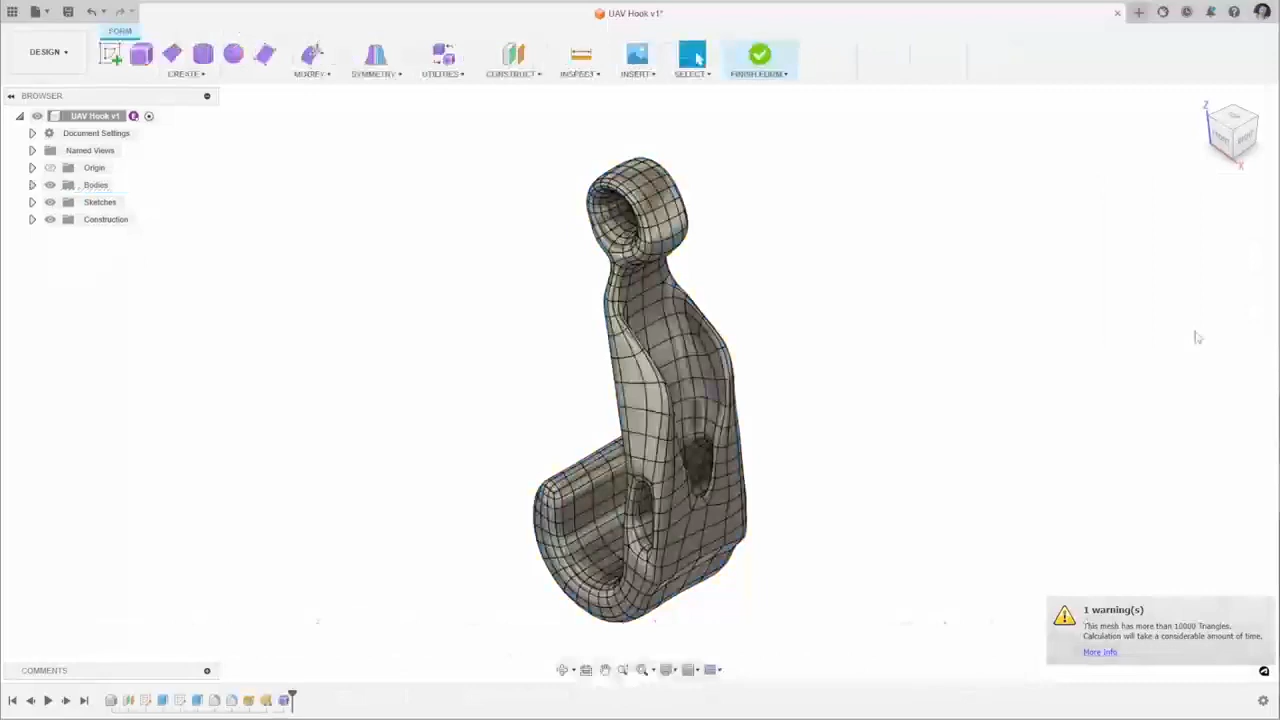 UAV Hook v1*
FORM
DESIGN
CREATE
MODIFY
SYMMETRY
UTILITIES
CONSTRUCT
INSPECT
INSERT
SELECT
FINISH FORM
BROWSER
UAV Hook v1
Document Settings
Named Views
Origin
Bodies
Sketches
Construction
Z
FRONT
RIGHT
X
1 warning(s)
This mesh has more than 10000 Triangles.
Calculation will take a considerable amount of time.
More Info
COMMENTS